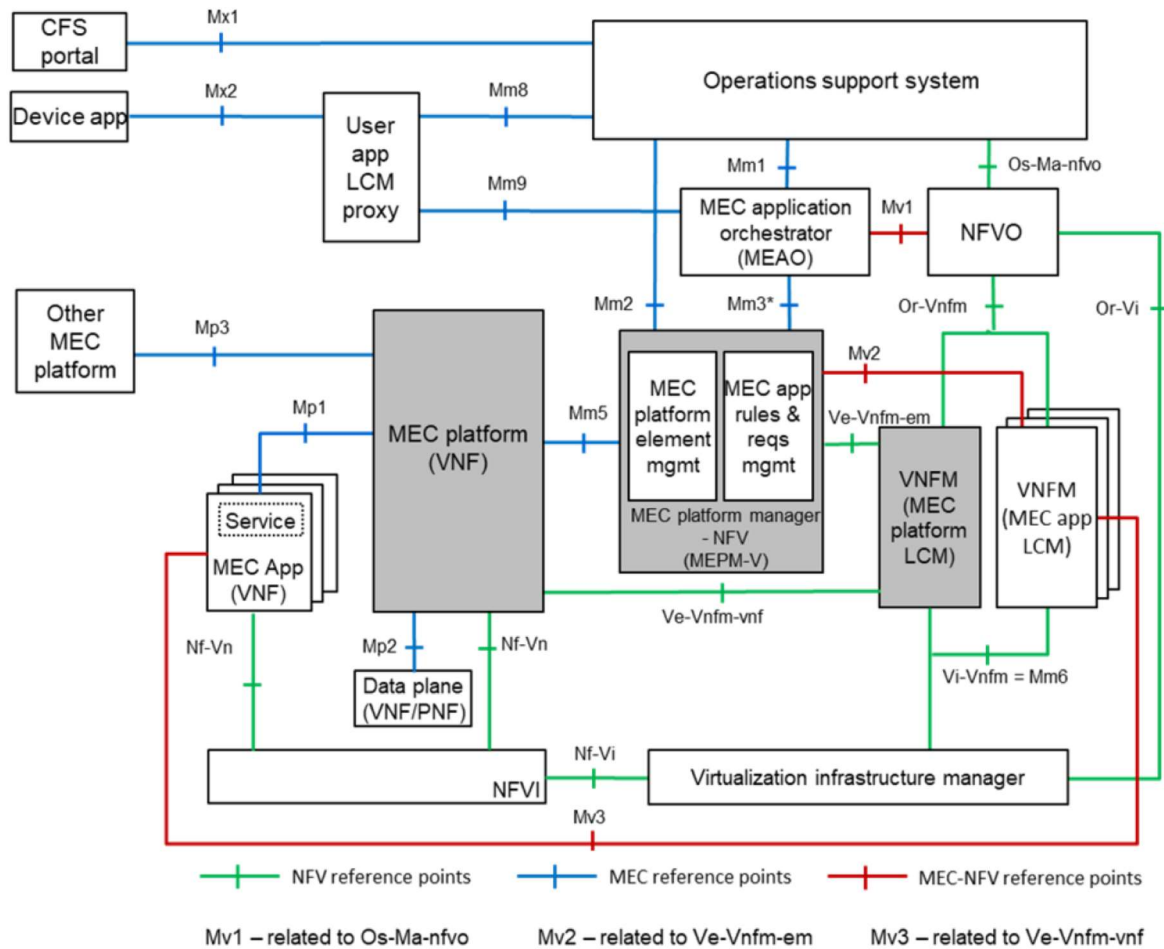 CFS
portal
Mx1
Operations support system
Device app
Mx2
User
app
LCM
proxy
Mm8
Mm9
Mm1
Os-Ma-nfvo
MEC application
orchestrator
(MEAO)
Mv1
NFVO
Other
MEC
platform
Mp3
Mm2
Mm3*
Or-Vnfm
Or-Vi
MEC platform
(VNF)
Mp1
Mm5
MEC
platform
element
mgmt
MEC app
rules &
reqs
mgmt
MEC platform manager
- NFV
(MEPM-V)
Mv2
Ve-Vnfm-em
VNFM
(MEC
platform
LCM)
VNFM
(MEC app
LCM)
Service
MEC App
(VNF)
Ve-Vnfm-vnf
Nf-Vn
Mp2
Nf-Vn
Data plane
(VNF/PNF)
Vi-Vnfm = Mm6
NFVI
Nf-Vi
Virtualization infrastructure manager
Mv3
NFV reference points
MEC reference points
MEC-NFV reference points
Mv1 – related to Os-Ma-nfvo
Mv2 – related to Ve-Vnfm-em
Mv3 – related to Ve-Vnfm-vnf